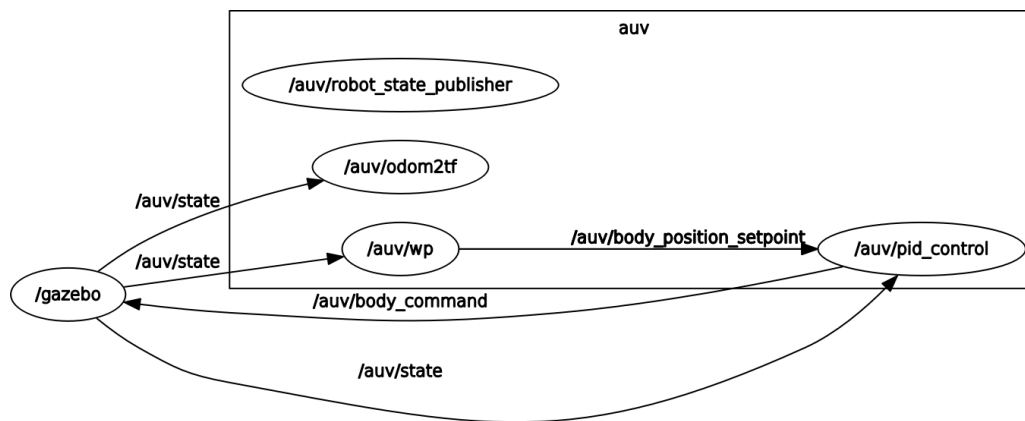 auv
/auv/robot_state_publisher
/auv/odom2tf
/auv/state
/auv/body_position_setpoint
/auv/wp
/auv/pid_control
/auv/state
/gazebo
/auv/body_command
/auv/state